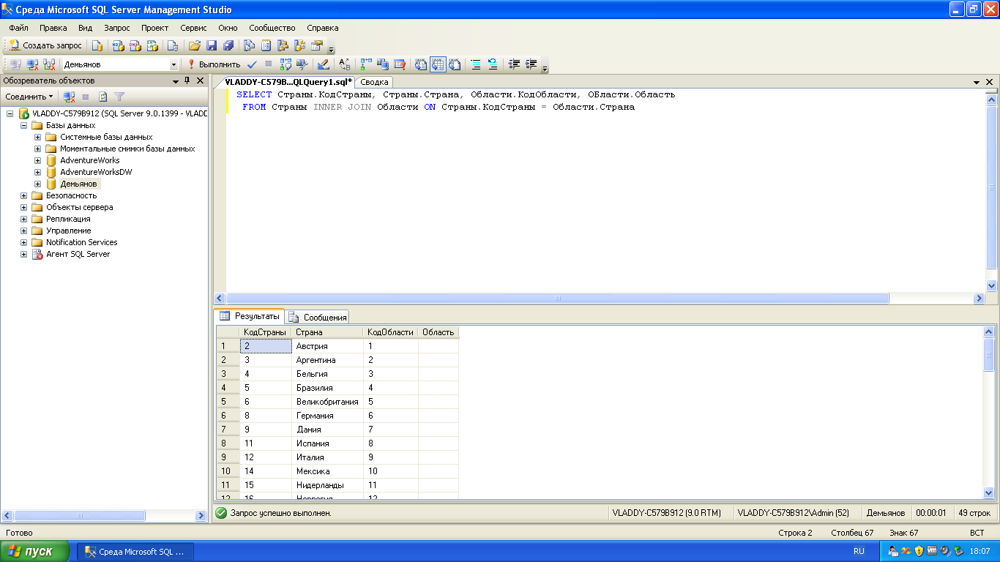 Среда Microsoft SQL Server Management Studio
Файл Правка Вид Запрос Проект Сервис Окно Сообщество Справка
Создать запрос
Демьянов Выполнить
Обозреватель объектов
VLADDY-C579B...QLQuery1.sql* Сводка
Соединить
SELECT Страны.КодСтраны, Страны.Страна, Области.КодОбласти, ОБласти.Область
FROM Страны INNER JOIN Области ON Страны.КодСтраны = Области.Страна
VLADDY-C579B912 (SQL Server 9.0.1399 - VLADD
Базы данных
Системные базы данных
Моментальные снимки базы данных
AdventureWorks
AdventureWorksDW
Демьянов
Безопасность
Объекты сервера
Репликация
Управление
Notification Services
Агент SQL Server
Результаты Сообщения
КодСтраны Страна КодОбласти Область
1 2 Австрия 1
2 3 Аргентина 2
3 4 Бельгия 3
4 5 Бразилия 4
5 6 Великобритания 5
6 8 Германия 6
7 9 Дания 7
8 11 Испания 8
9 12 Италия 9
10 14 Мексика 10
11 15 Нидерланды 11
12 16 Норвегия 12
Запрос успешно выполнен. VLADDY-C579B912 (9.0 RTM) VLADDY-C579B912\Admin (52) Демьянов 00:00:01 49 строк
Готово Строка 2 Столбец 67 Знак 67 ВСТ
пуск Среда Microsoft SQL ... RU 18:07